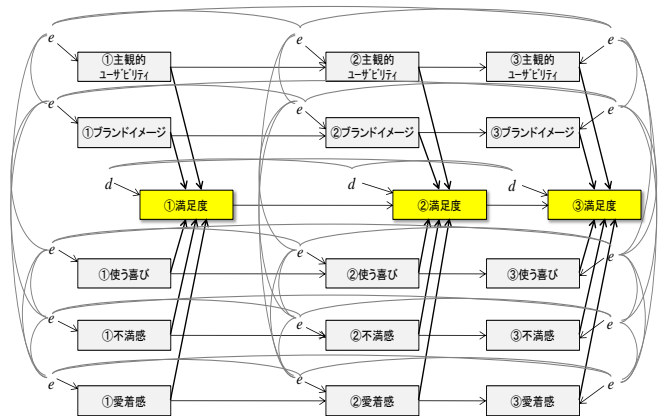 e e e
①主観的 ②主観的 ③主観的
ユーザビリティ ユーザビリティ ユーザビリティ
e e e
①ブランドイメージ ②ブランドイメージ ③ブランドイメージ
d d d
①満足度 ②満足度 ③満足度
e e e
①使う喜び ②使う喜び ③使う喜び
e e e
①不満感 ②不満感 ③不満感
e e e
①愛着感 ②愛着感 ③愛着感